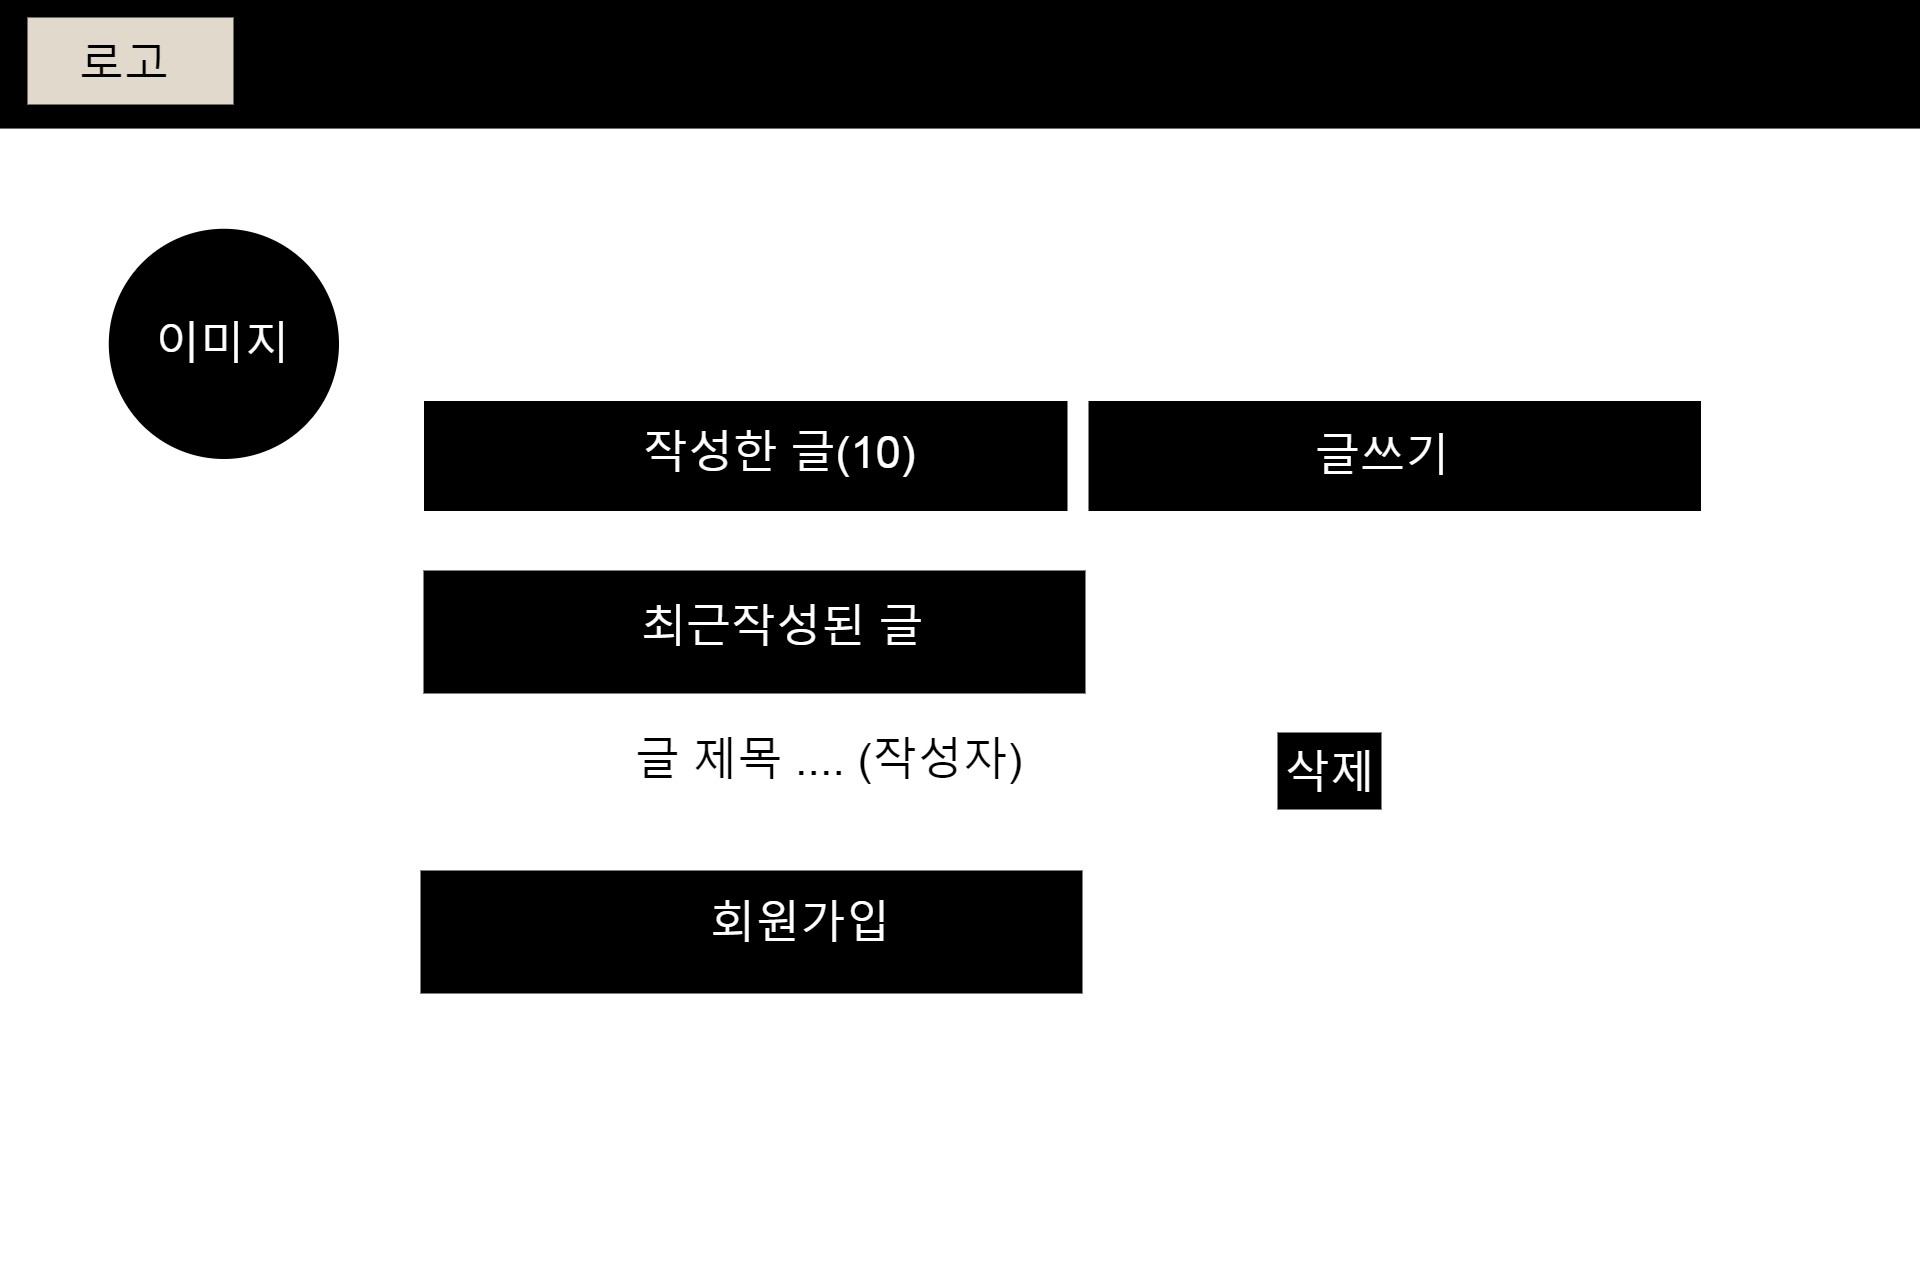 로고
이미지
작성한 글(10)
글쓰기
최근작성된 글
글 제목 .... (작성자)
삭제
회원가입